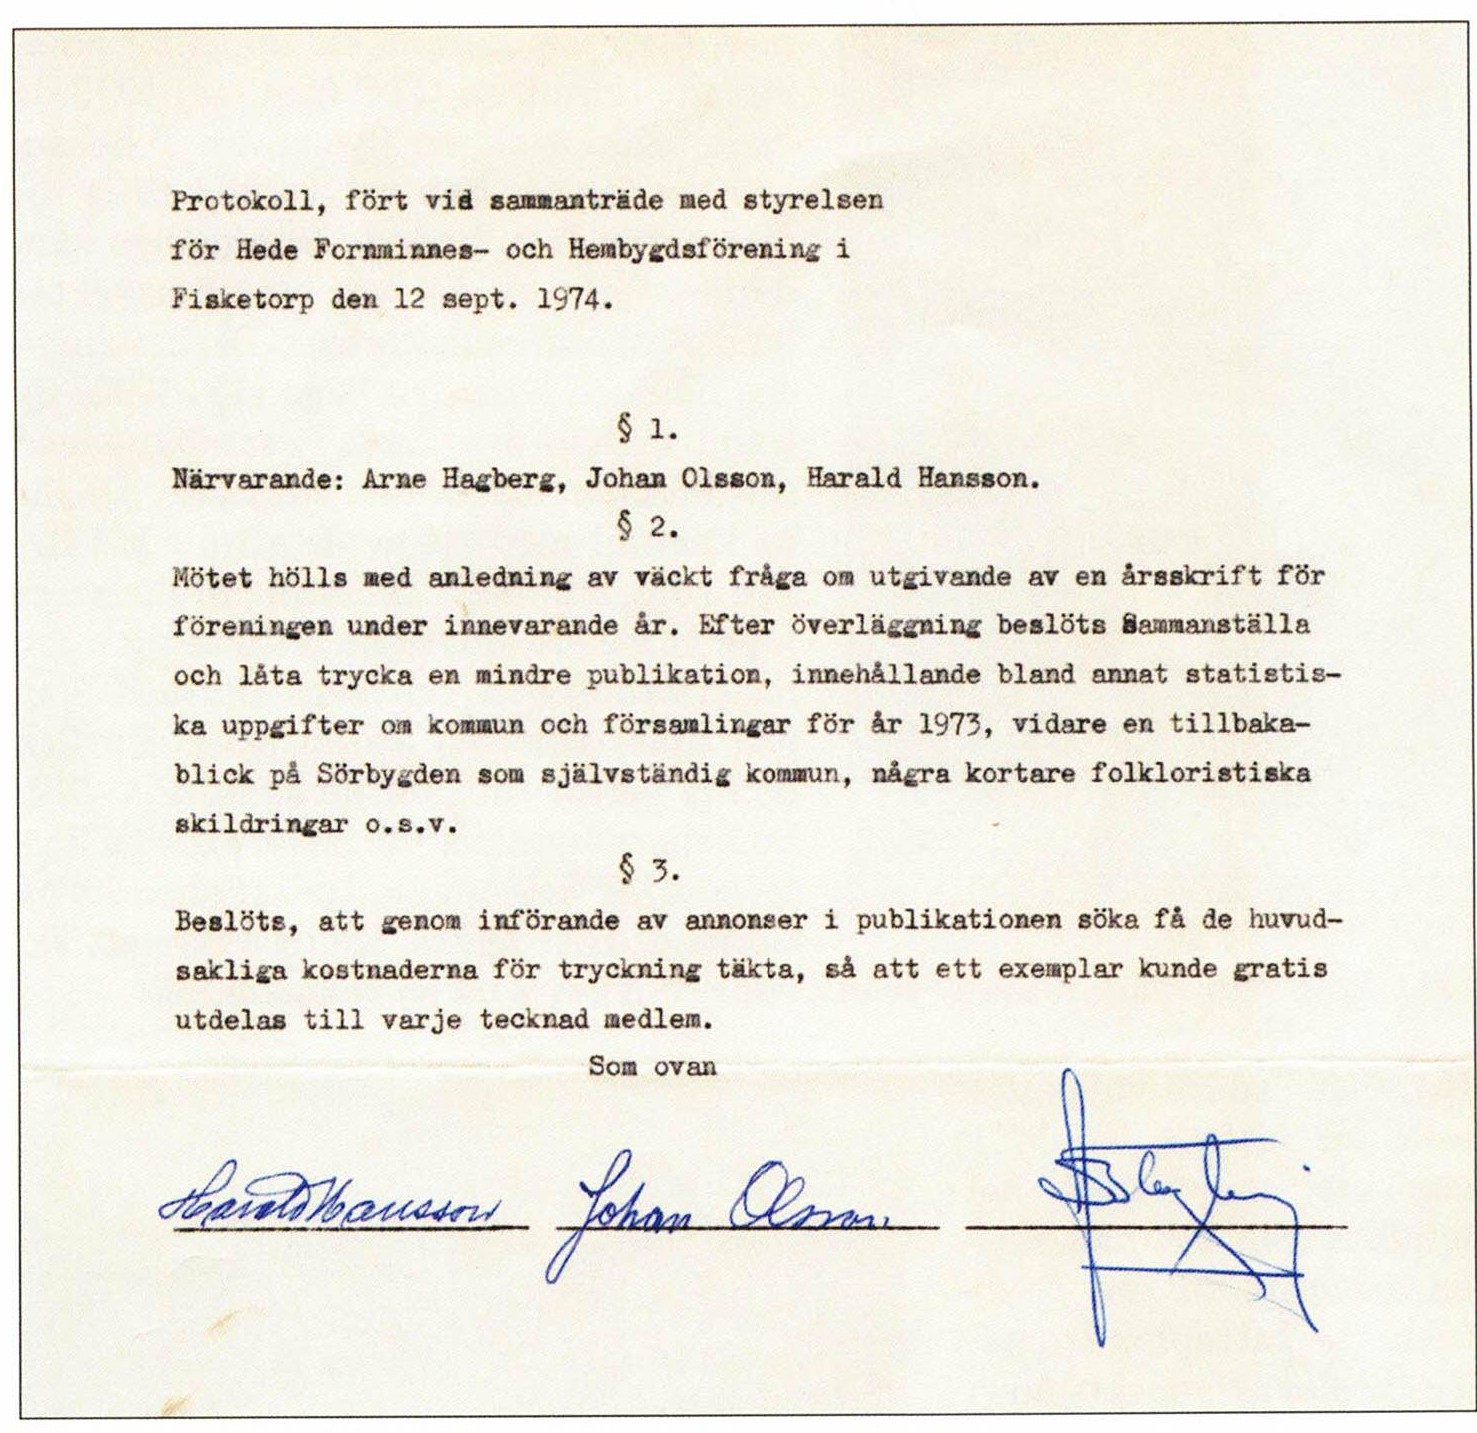 Protokoll, fört vid sammanträde med styrelsen
för Hede Fornminnes- och Hembygdsförening i
Fisketorp den 12 sept. 1974.
§ 1.
Närvarande: Arne Hagberg, Johan Olsson, Harald Hansson.
§ 2.
Mötet hölls med anledning av väckt fråga om utgivande av en årsskrift för
föreningen under innevarande år. Efter överläggning beslöts Sammanställa
och låta trycka en mindre publikation, innehållande bland annat statistis-
ka uppgifter om kommun och församlingar för år 1973, vidare en tillbaka-
blick på Sörbygden som självständig kommun, några kortare folkloristiska
skildringar o.s.v.
§ 3.
Beslöts, att genom införande av annonser i publikationen söka få de huvud-
sakliga kostnaderna för tryckning täkta, så att ett exemplar kunde gratis
utdelas till varje tecknad medlem.
Som ovan
Harald Hansson Johan Olsson